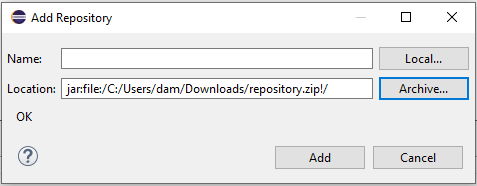 Add Repository
Name:
Local...
Location:
jar:file:/C:/Users/dam/Downloads/repository.zip!/
Archive...
OK
?
Add
Cancel